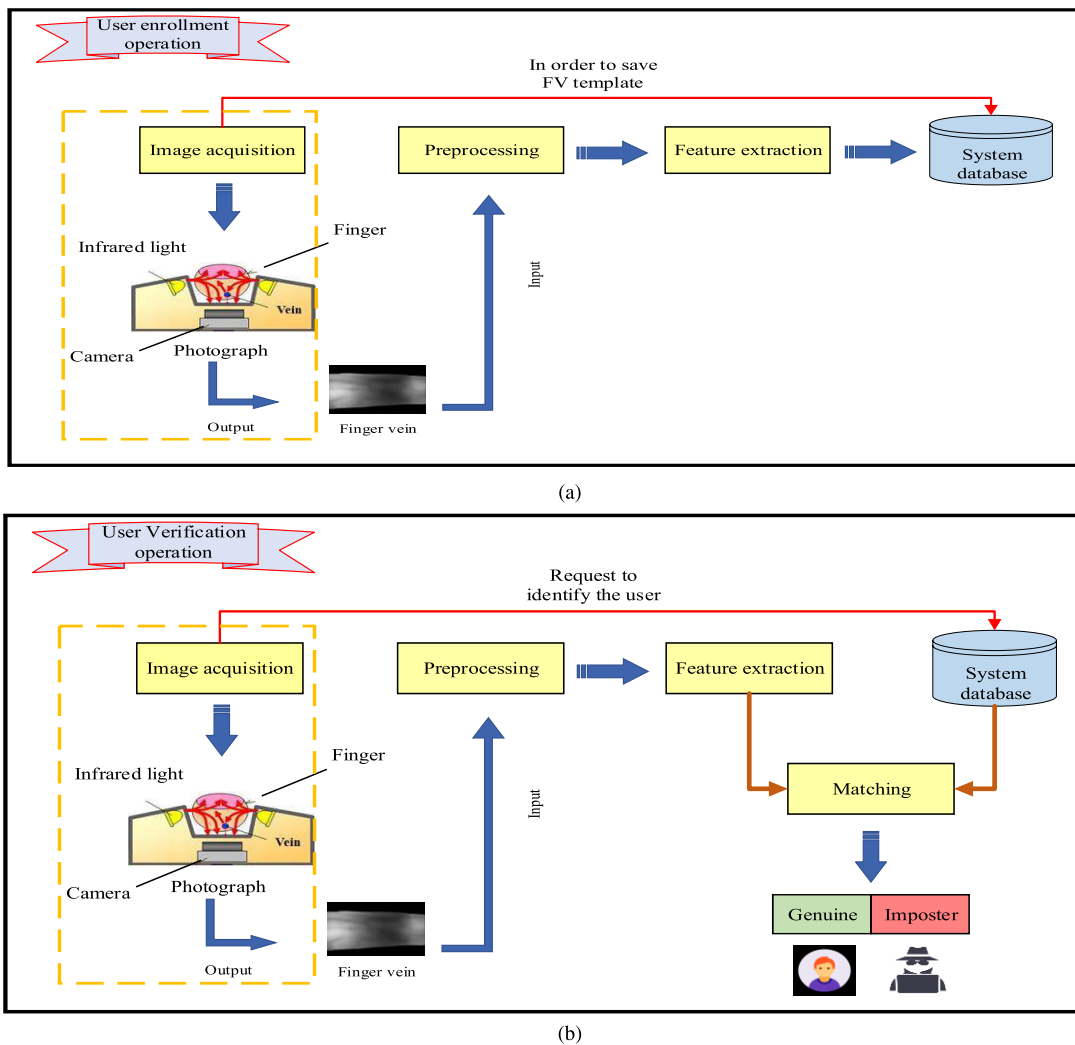 User enrollment
operation
In order to save
FV template
Image acquisition
Preprocessing
Feature extraction
System
database
Infrared light
Finger
Vein
Camera
Photograph
Input
Output
Finger vein
(a)
User Verification
operation
Request to
identify the user
Image acquisition
Preprocessing
Feature extraction
System
database
Infrared light
Finger
Matching
Vein
Camera
Photograph
Input
Genuine
Imposter
Output
Finger vein
(b)